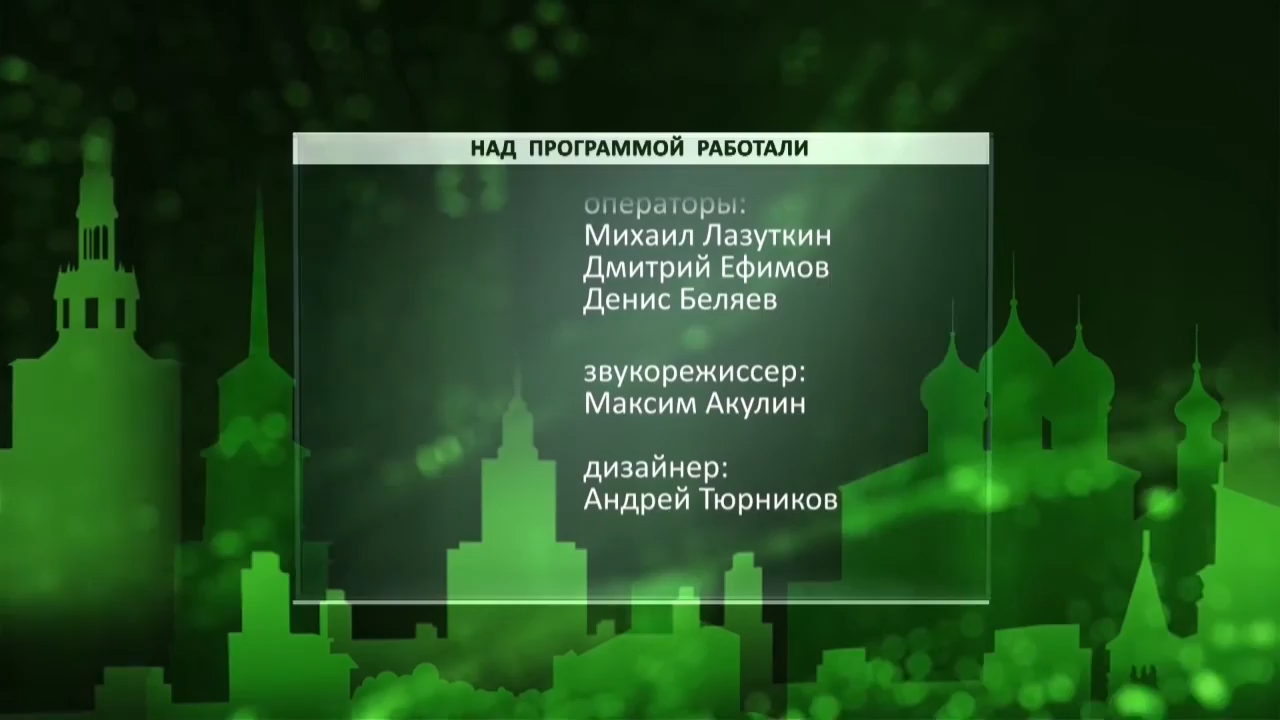 НАД ПРОГРАММОЙ РАБОТАЛИ
операторы:
Михаил Лазуткин
Дмитрий Ефимов
Денис Беляев
звукорежиссер:
Максим Акулин
дизайнер:
Андрей Тюрников